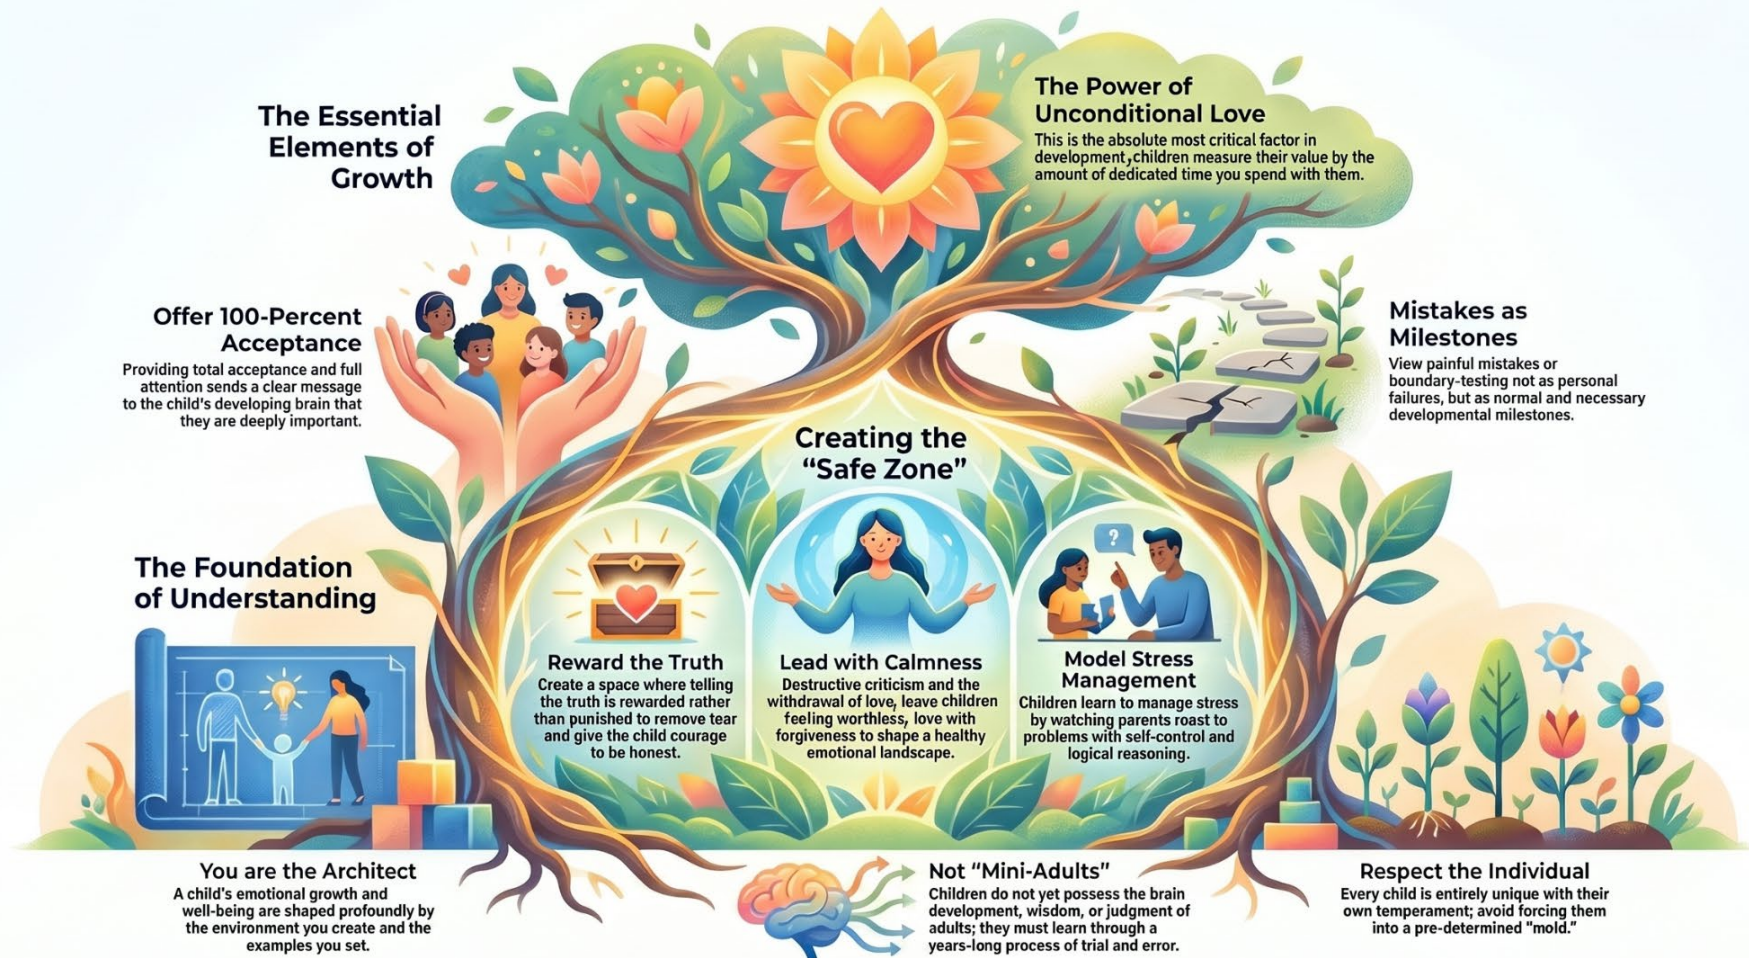 The Essential
Elements of
Growth
The Power of
Unconditional Love
This is the absolute most critical factor in
development,children measure their value by the
amount of dedicated time you spend with them.
Offer 100-Percent
Acceptance
Providing total acceptance and full
attention sends a clear message
to the child's developing brain that
they are deeply important.
Mistakes as
Milestones
View painful mistakes or
boundary-testing not as personal
failures, but as normal and necessary
developmental milestones.
Creating the
“Safe Zone”
?
Reward the Truth
Create a space where telling
the truth is rewarded rather
than punished to remove tear
and give the child courage
to be honest.
Lead with Calmness
Destructive criticism and the
withdrawal of love, leave children
feeling worthless, love with
forgiveness to shape a healthy
emotional landscape.
Model Stress
Management
Children learn to manage stress
by watching parents roast to
problems with self-control and
logical reasoning.
The Foundation
of Understanding
You are the Architect
A child's emotional growth and
well-being are shaped profoundly by
the environment you create and the
examples you set.
Not “Mini-Adults”
Children do not yet possess the brain
development, wisdom, or judgment of
adults; they must learn through a
years-long process of trial and error.
Respect the Individual
Every child is entirely unique with their
own temperament; avoid forcing them
into a pre-determined "mold."